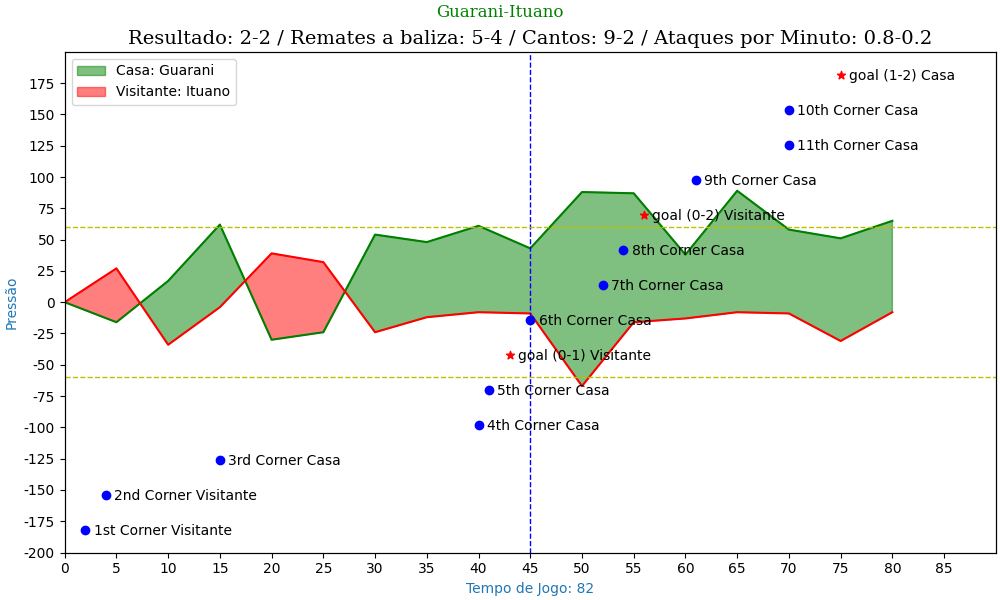 Guarani-Ituano
Resultado: 2-2 / Remates a baliza: 5-4 / Cantos: 9-2 / Ataques por Minuto: 0.8-0.2
Casa: Guarani
Visitante: Ituano
goal (1-2) Casa
10th Corner Casa
11th Corner Casa
9th Corner Casa
goal (0-2) Visitante
8th Corner Casa
7th Corner Casa
6th Corner Casa
goal (0-1) Visitante
5th Corner Casa
4th Corner Casa
3rd Corner Casa
2nd Corner Visitante
1st Corner Visitante
Pressão
175
150
125
100
75
50
25
0
-25
-50
-75
-100
-125
-150
-175
-200
0 5 10 15 20 25 30 35 40 45 50 55 60 65 70 75 80 85
Tempo de Jogo: 82